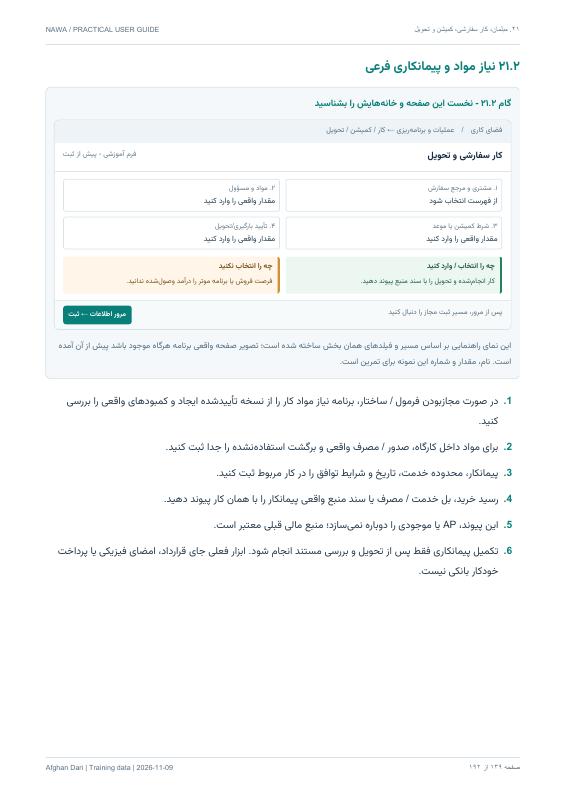 NAWA / PRACTICAL USER GUIDE
۲۱. مبلمان، کار سفارشی، کمیشن و تحویل
۲۱.۲ نیاز مواد و پیمانکاری فرعی
گام ۲۱.۲ - نخست این صفحه و خانه‌هایش را بشناسید
فضای کاری / عملیات و برنامه‌ریزی ← کار / کمیشن / تحویل
کار سفارشی و تحویل
فرم آموزشی - پیش از ثبت
۱. مشتری و مرجع سفارش
از فهرست انتخاب شود
۲. مواد و مسؤول
مقدار واقعی را وارد کنید
۳. شرط کمیشن یا موعد
مقدار واقعی را وارد کنید
۴. تأیید بارگیری/تحویل
مقدار واقعی را وارد کنید
چه را انتخاب / وارد کنید
کار انجام‌شده و تحویل را با سند منبع پیوند دهید.
چه را انتخاب نکنید
فرصت فروش یا برنامه موتر را درآمد وصول‌شده ندانید.
پس از مرور، مسیر ثبت مجاز را دنبال کنید
مرور اطلاعات ← ثبت
این نمای راهنمایی بر اساس مسیر و فیلدهای همان بخش ساخته شده است؛ تصویر صفحه واقعی برنامه هرگاه موجود باشد پیش از آن آمده
است. نام، مقدار و شماره این نمونه برای تمرین است.
1. در صورت مجازبودن فرمول / ساختار، برنامه نیاز مواد کار را از نسخه تأییدشده ایجاد و کمبودهای واقعی را بررسی
کنید.
2. برای مواد داخل کارگاه، صدور / مصرف واقعی و برگشت استفاده‌نشده را جدا ثبت کنید.
3. پیمانکار، محدوده خدمت، تاریخ و شرایط توافق را در کار مربوط ثبت کنید.
4. رسید خرید، بل خدمت / مصرف یا سند منبع واقعی پیمانکار را با همان کار پیوند دهید.
5. این پیوند، AP یا موجودی را دوباره نمی‌سازد؛ منبع مالی قبلی معتبر است.
6. تکمیل پیمانکاری فقط پس از تحویل و بررسی مستند انجام شود. ابزار فعلی جای قرارداد، امضای فیزیکی یا پرداخت
خودکار بانکی نیست.
Afghan Dari | Training data | 2026-11-09
صفحه ۱۳۹ از ۱۹۲